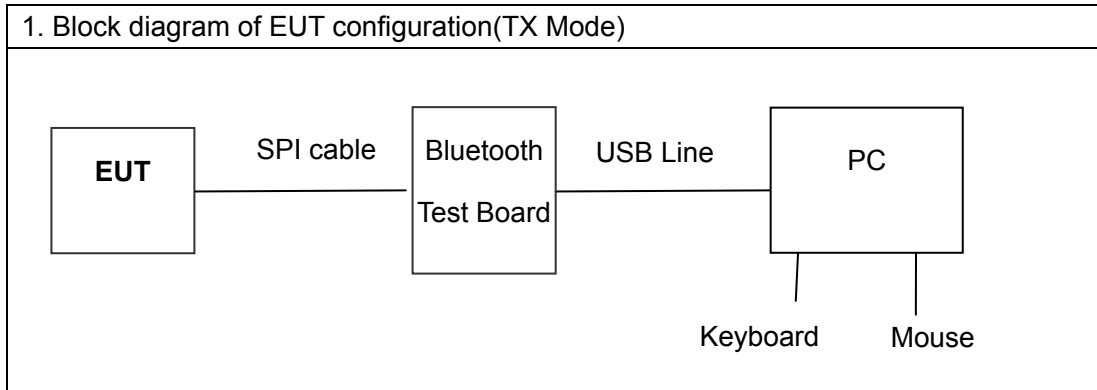 1. Block diagram of EUT configuration(TX Mode)
EUT
SPI cable
Bluetooth
Test Board
USB Line
PC
Keyboard
Mouse